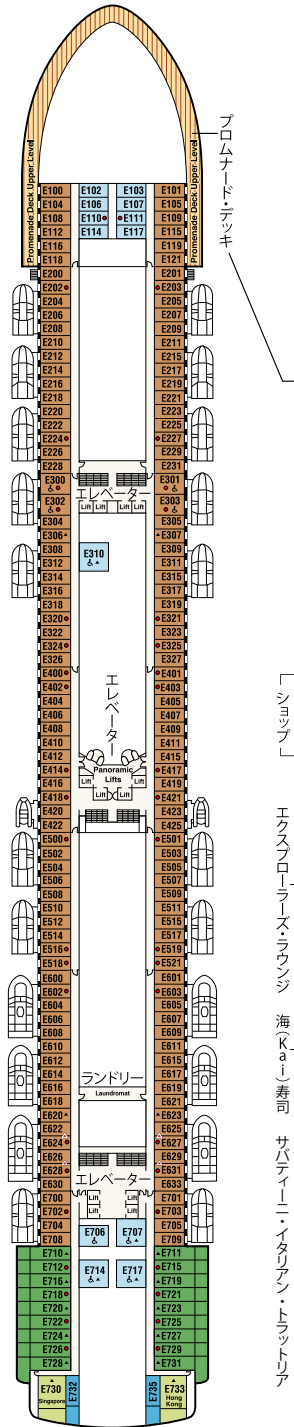 プロムナード・デッキ
Promenade Deck Upper Level
Promenade Deck Upper Level
E100 E102 E103 E101
E104 E106 E107 E105
E108 E110 E111 E109
E112 E114 E117 E115
E116 E119
E118 E121
E200 E201
E202 E203
E204 E205
E206 E207
E208 E209
E210 E211
E212 E215
E214 E217
E216 E219
E218 E221
E220 E223
E222 E225
E224 E227
E226 E229
E228 E231
E300 E301
エレベーター
E302 Lift Lift Lift Lift E303
E304 E305
E306 E307
E308 E310 E309
E312 E311
E314 E315
E316 E317
E318 E319
E320 E321
E322 E323
E324 E325
E326 E327
E400 E401
E402 E403
E404 E405
E406 E407
E408 E409
E410 E411
E412 E415
エレベーター
E414 Panoramic Lifts E417
E416 Lift Lift E419
E418 Lift Lift E421
E420 E423
E422 E425
E500 E501
E502 E503
E504 E505
E506 E507
E508 E509
E510 E511
E512 E515
E514 E517
E516 E519
E518 E521
E600 E601
E602 E603
E604 E605
E606 E607
E608 E609
E610 E611
E612 E615
E614 ランドリー E617
E616 Laundromat E619
E618 E621
E620 E623
E622 E625
E624 E627
E626 E629
E628 エレベーター E631
E630 E633
E700 Lift Lift E701
E702 Lift Lift E703
E704 E706 E707 E705
E708 E709
E710 E711
E712 E714 E717 E715
E716 E719
E718 E721
E720 E723
E722 E725
E724 E727
E726 E729
E728 E731
E730 Singapore E732 E735 E733 Hong Kong
「ショップ」
エクスプローラーズ・ラウンジ
海（Kai）寿司
サバティーニ・イタリアン・トラットリア